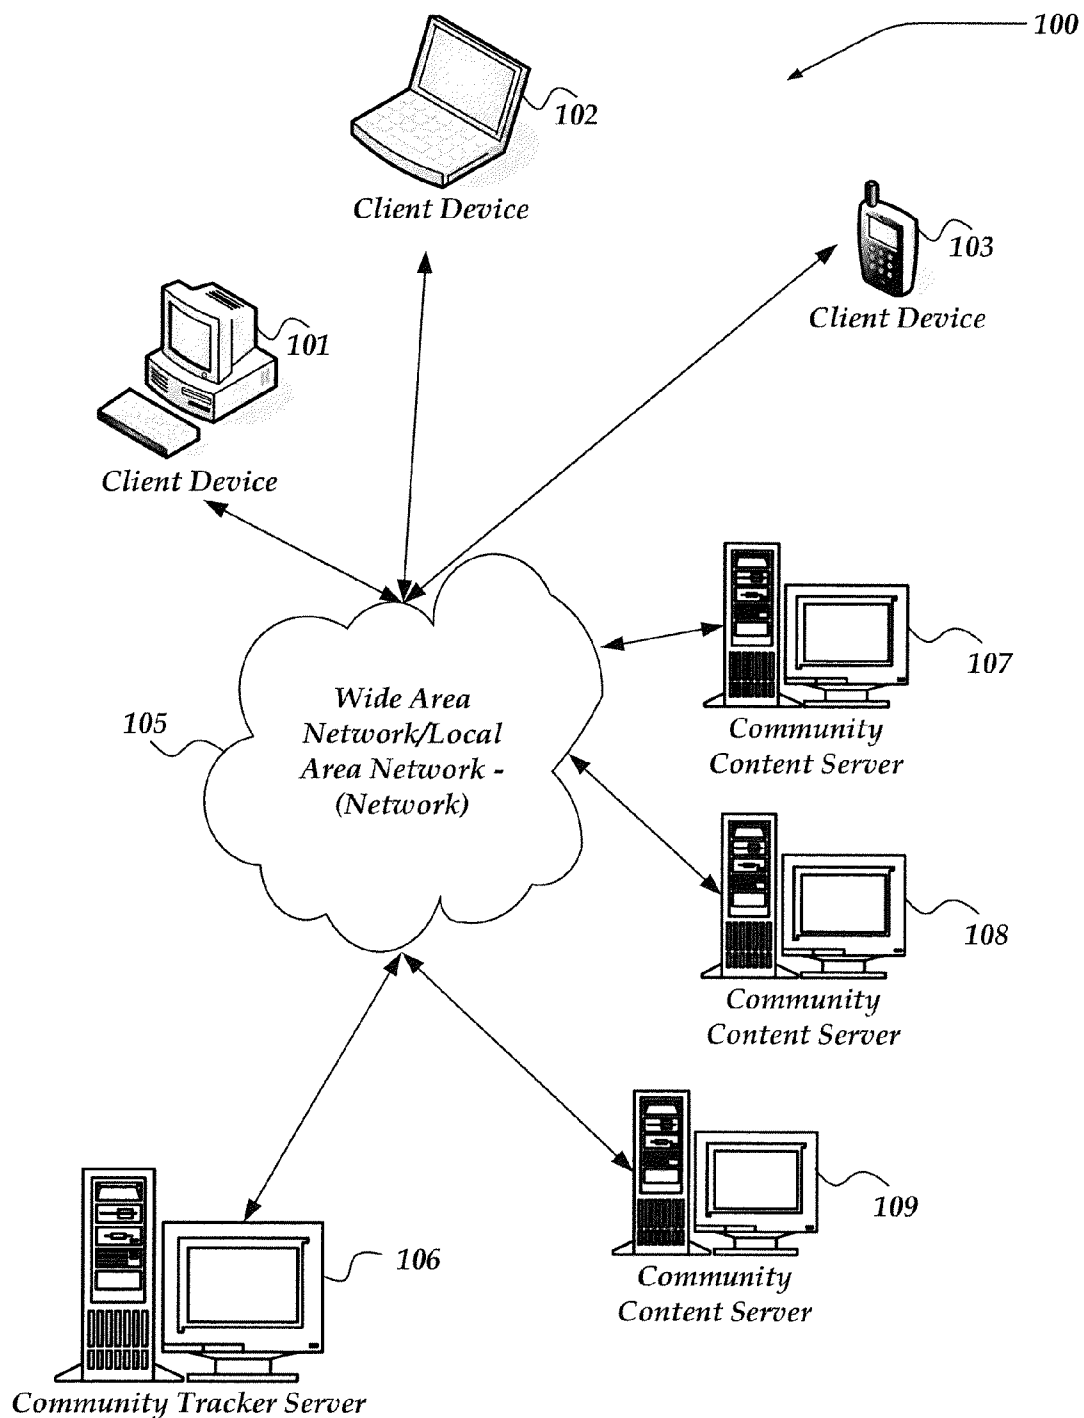 100
102
Client Device
103
Client Device
101
Client Device
Wide Area
Network/Local
Area Network -
(Network)
105
107
Community
Content Server
108
Community
Content Server
109
Community
Content Server
106
Community Tracker Server